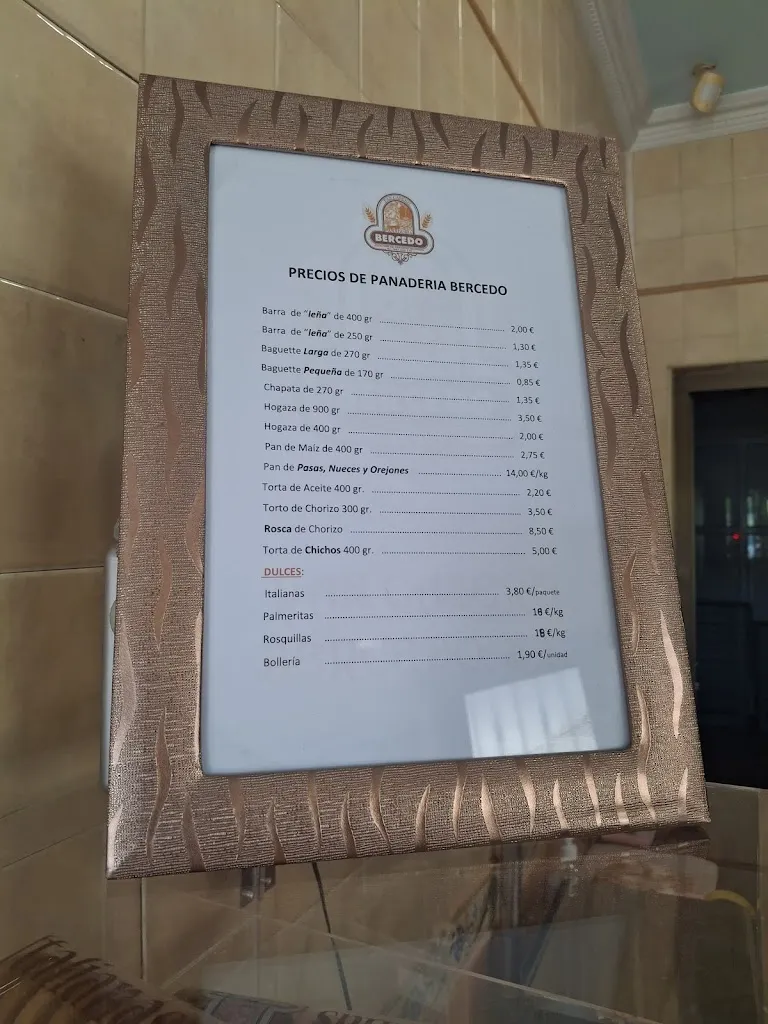 BERCEDO
PRECIOS DE PANADERIA BERCEDO
Barra de "leña" de 400 gr ........ 2,00 €
Barra de "leña" de 250 gr ........ 1,30 €
Baguette Larga de 270 gr ........ 1,35 €
Baguette Pequeña de 170 gr ........ 0,85 €
Chapata de 270 gr ........ 1,35 €
Hogaza de 900 gr ........ 3,50 €
Hogaza de 400 gr ........ 2,00 €
Pan de Maiz de 400 gr ........ 2,75 €
Pan de Pasas, Nueces y Orejones ........ 14,00 €/kg
Torta de Aceite 400 gr. ........ 2,20 €
Torto de Chorizo 300 gr. ........ 3,50 €
Rosca de Chorizo ........ 8,50 €
Torta de Chichos 400 gr. ........ 5,00 €
DULCES:
Italianas ........ 3,80 €/paquete
Palmeritas ........ €/kg
Rosquillas ........ €/kg
Bollería ........ 1,90 €/unidad